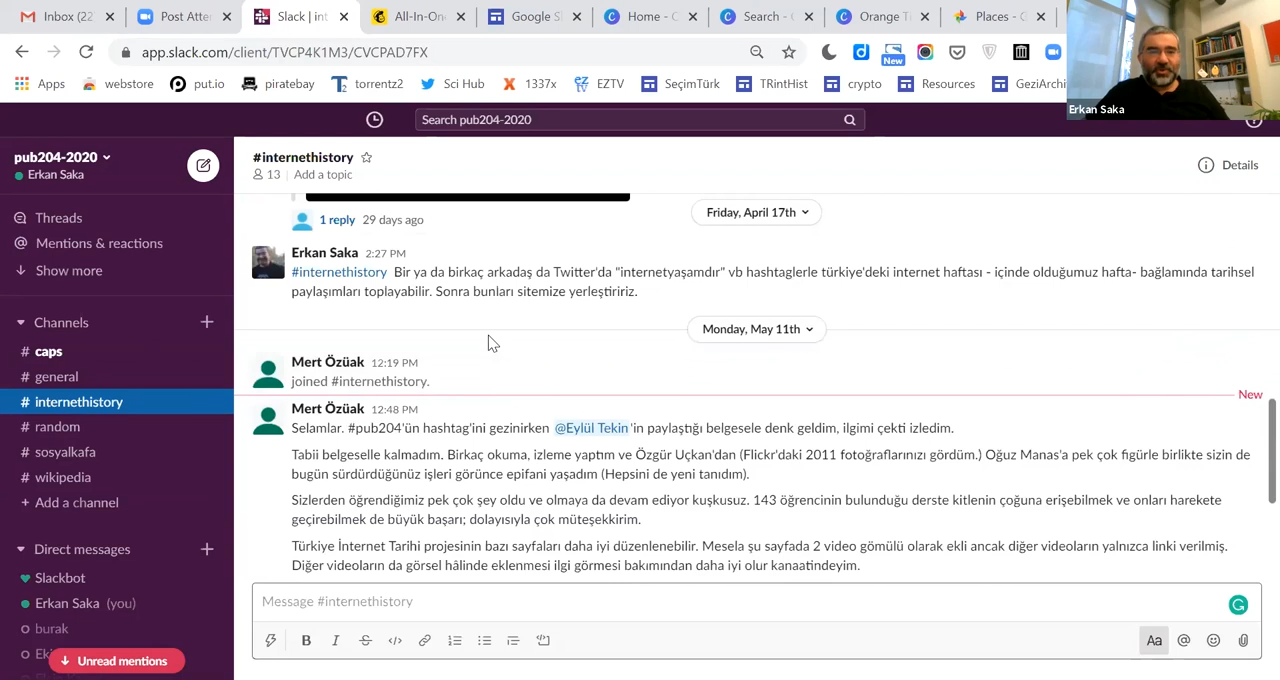 Inbox (22
Post Atter
Slack | int
All-In-On
Google S
Home - C
Search -
Orange T
Places - G
app.slack.com/client/TVCP4K1M3/CVCPAD7FX
New
Apps
webstore
put.io
piratebay
torrentz2
Sci Hub
1337x
EZTV
SeçimTürk
TRintHist
crypto
Resources
GeziArchi
Erkan Saka
Search pub204-2020
pub204-2020
Erkan Saka
#internethistory
13
Add a topic
Details
Threads
Mentions & reactions
Show more
Channels
# caps
# general
# internethistory
# random
# sosyalkafa
# wikipedia
+ Add a channel
Direct messages
Slackbot
Erkan Saka (you)
burak
Unread mentions
1 reply 29 days ago
Friday, April 17th
Erkan Saka 2:27 PM
#internethistory Bir ya da birkaç arkadaş da Twitter'da "internetyaşamdır" vb hashtaglerle türkiye'deki internet haftası - içinde olduğumuz hafta- bağlamında tarihsel
paylaşımları toplayabilir. Sonra bunları sitemize yerleştiririz.
Monday, May 11th
Mert Özüak 12:19 PM
joined #internethistory.
New
Mert Özüak 12:48 PM
Selamlar. #pub204'ün hashtag'ini gezinirken @Eylül Tekin 'in paylaştığı belgesele denk geldim, ilgimi çekti izledim.
Tabii belgeselle kalmadım. Birkaç okuma, izleme yaptım ve Özgür Uçkan'dan (Flickr'daki 2011 fotoğraflarınızı gördüm.) Oğuz Manas'a pek çok figürle birlikte sizin de
bugün sürdürdüğünüz işleri görünce epifani yaşadım (Hepsini de yeni tanıdım).
Sizlerden öğrendiğimiz pek çok şey oldu ve olmaya da devam ediyor kuşkusuz. 143 öğrencinin bulunduğu derste kitlenin çoğuna erişebilmek ve onları harekete
geçirebilmek de büyük başarı; dolayısıyla çok müteşekkirim.
Türkiye İnternet Tarihi projesinin bazı sayfaları daha iyi düzenlenebilir. Mesela şu sayfada 2 video gömülü olarak ekli ancak diğer videoların yalnızca linki verilmiş.
Diğer videoların da görsel hâlinde eklenmesi ilgi görmesi bakımından daha iyi olur kanaatindeyim.
Message #internethistory